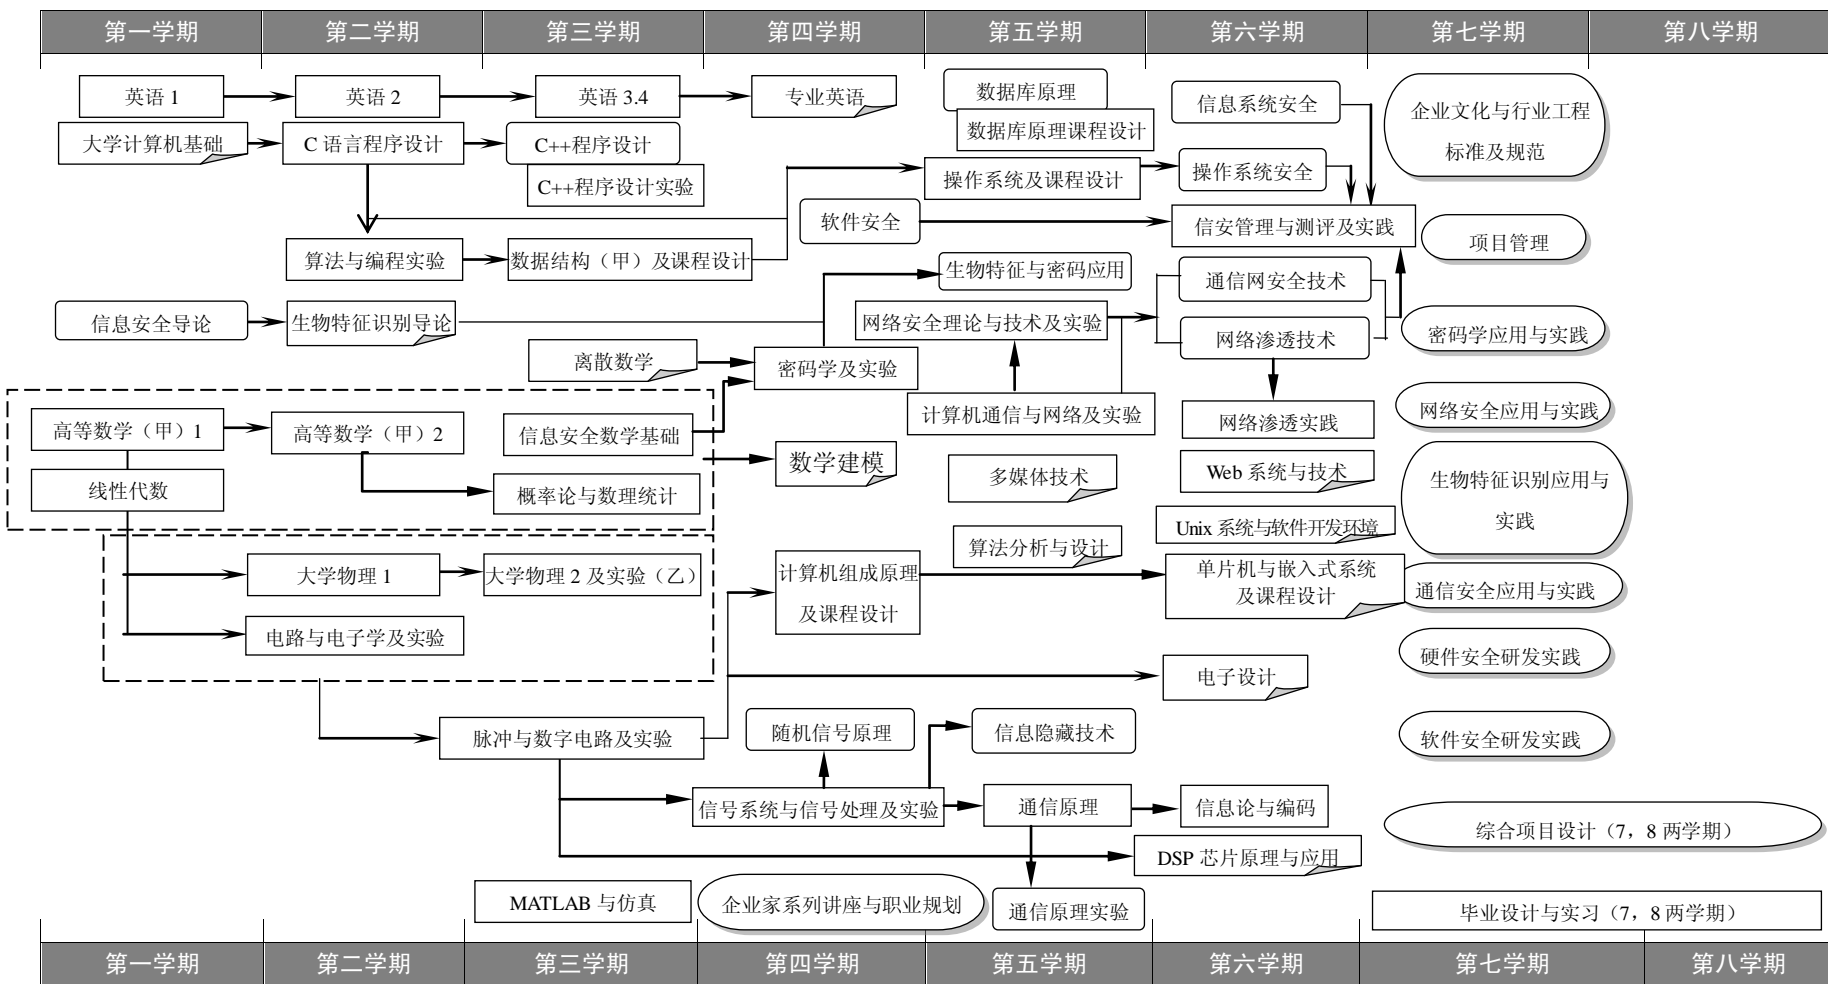 第一学期 第二学期 第三学期 第四学期 第五学期 第六学期 第七学期 第八学期
英语 1
英语 2
英语 3.4
专业英语
数据库原理
数据库原理课程设计
信息系统安全
企业文化与行业工程
标准及规范
大学计算机基础
C 语言程序设计
C++程序设计
C++程序设计实验
操作系统及课程设计
操作系统安全
软件安全
信安管理与测评及实践
项目管理
算法与编程实验
数据结构（甲）及课程设计
生物特征与密码应用
通信网安全技术
信息安全导论
生物特征识别导论
网络安全理论与技术及实验
网络渗透技术
密码学应用与实践
离散数学
密码学及实验
计算机通信与网络及实验
网络渗透实践
网络安全应用与实践
高等数学（甲）1
高等数学（甲）2
信息安全数学基础
数学建模
线性代数
概率论与数理统计
多媒体技术
Web 系统与技术
生物特征识别应用与
实践
Unix 系统与软件开发环境
算法分析与设计
大学物理 1
大学物理 2 及实验（乙）
计算机组成原理
及课程设计
单片机与嵌入式系统
及课程设计
通信安全应用与实践
电路与电子学及实验
硬件安全研发实践
电子设计
脉冲与数字电路及实验
随机信号原理
信息隐藏技术
软件安全研发实践
信号系统与信号处理及实验
通信原理
信息论与编码
综合项目设计（7，8 两学期）
DSP 芯片原理与应用
MATLAB 与仿真
企业家系列讲座与职业规划
通信原理实验
毕业设计与实习（7，8 两学期）
第一学期 第二学期 第三学期 第四学期 第五学期 第六学期 第七学期 第八学期